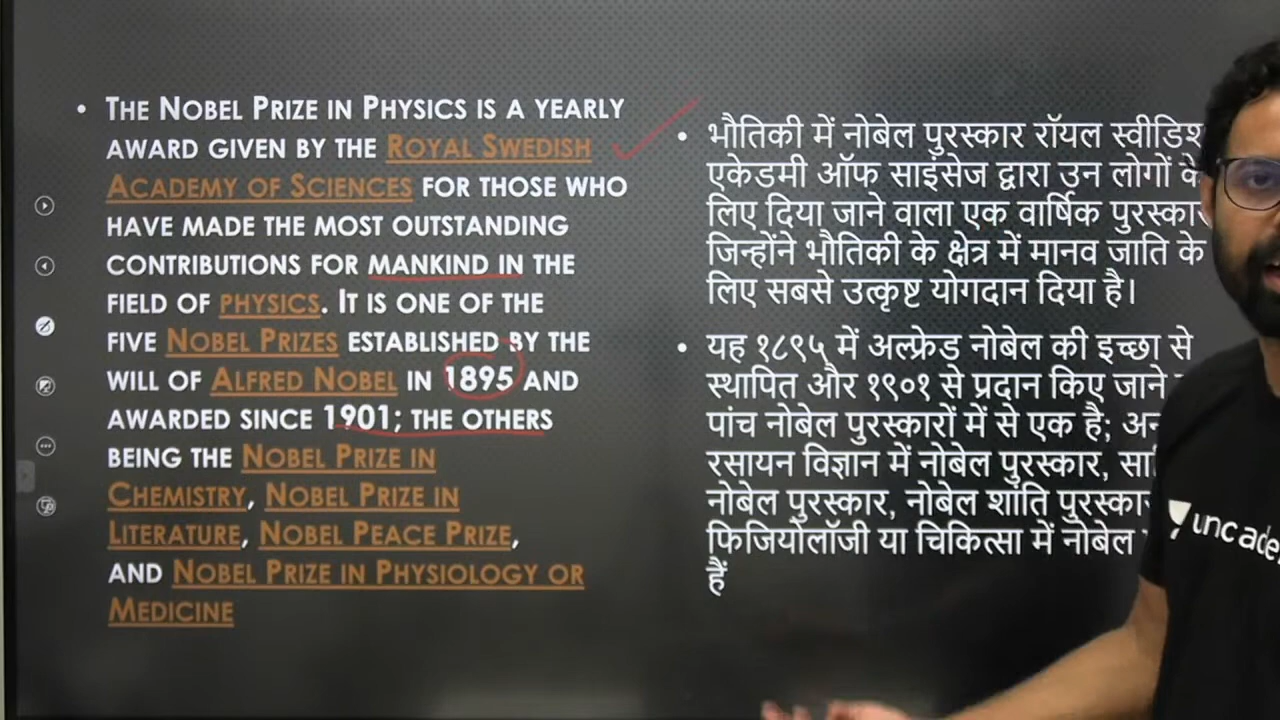 • THE NOBEL PRIZE IN PHYSICS IS A YEARLY
AWARD GIVEN BY THE ROYAL SWEDISH
ACADEMY OF SCIENCES FOR THOSE WHO
HAVE MADE THE MOST OUTSTANDING
CONTRIBUTIONS FOR MANKIND IN THE
FIELD OF PHYSICS. IT IS ONE OF THE
FIVE NOBEL PRIZES ESTABLISHED BY THE
WILL OF ALFRED NOBEL IN 1895 AND
AWARDED SINCE 1901; THE OTHERS
BEING THE NOBEL PRIZE IN
CHEMISTRY, NOBEL PRIZE IN
LITERATURE, NOBEL PEACE PRIZE,
AND NOBEL PRIZE IN PHYSIOLOGY OR
MEDICINE
• भौतिकी में नोबेल पुरस्कार रॉयल स्वीडिश
एकेडमी ऑफ साइंसेज द्वारा उन लोगों के
लिए दिया जाने वाला एक वार्षिक पुरस्कार
जिन्होंने भौतिकी के क्षेत्र में मानव जाति के
लिए सबसे उत्कृष्ट योगदान दिया है।
• यह १८९५ में अल्फ्रेड नोबेल की इच्छा से
स्थापित और १९०१ से प्रदान किए जाने
पांच नोबेल पुरस्कारों में से एक है;
रसायन विज्ञान में नोबेल पुरस्कार,
नोबेल पुरस्कार, नोबेल शांति पुरस्कार
फिजियोलॉजी या चिकित्सा में नोबेल
हैं
unacade